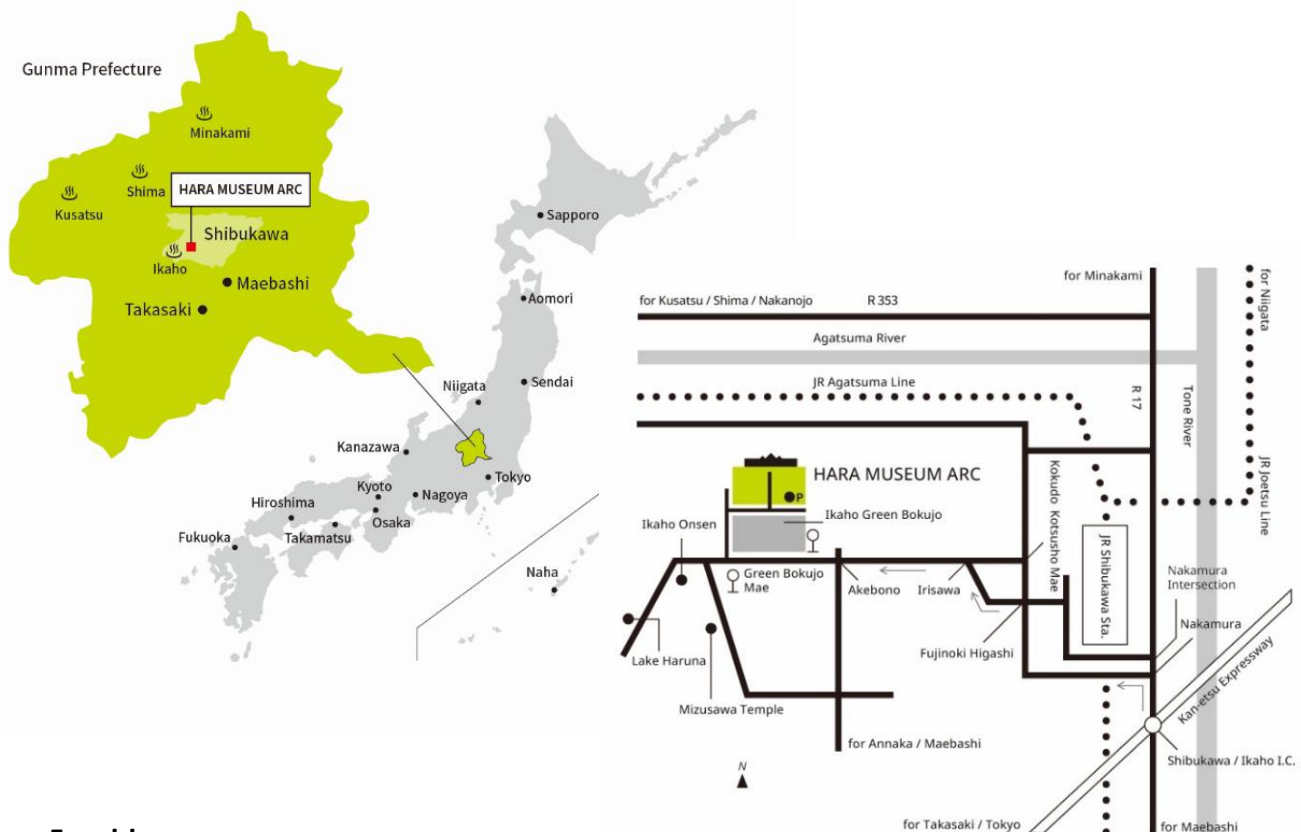 Gunma Prefecture
Minakami
Shima
HARA MUSEUM ARC
Kusatsu
Shibukawa
Ikaho
Maebashi
Takasaki
Sapporo
Aomori
Sendai
Niigata
Kanazawa
Tokyo
Kyoto
Nagoya
Hiroshima
Osaka
Takamatsu
Fukuoka
Naha
for Minakami
for Niigata
for Kusatsu / Shima / Nakanojo
R 353
Agatsuma River
JR Agatsuma Line
R 17
Tone River
JR Joetsu Line
HARA MUSEUM ARC
P
Kokudo Kotsusho Mae
Ikaho Onsen
Ikaho Green Bokujo
JR Shibukawa Sta.
Green Bokujo
Mae
Akebono
Irisawa
Nakamura
Intersection
Nakamura
Fujinoki Higashi
Lake Haruna
Kan-etsu Expressway
Mizusawa Temple
for Annaka / Maebashi
Shibukawa / Ikaho I.C.
N
for Takasaki / Tokyo
for Maebashi